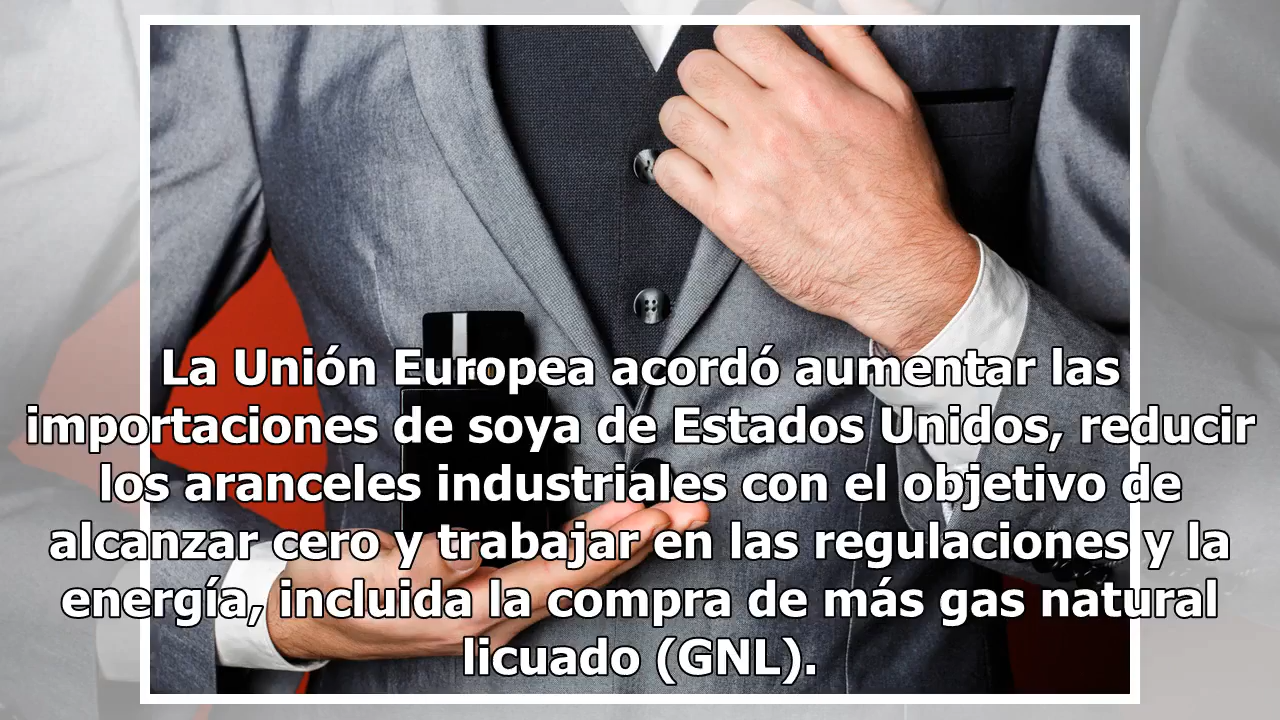 La Unión Europea acordó aumentar las
importaciones de soya de Estados Unidos, reducir
los aranceles industriales con el objetivo de
alcanzar cero y trabajar en las regulaciones y la
energía, incluida la compra de más gas natural
licuado (GNL).